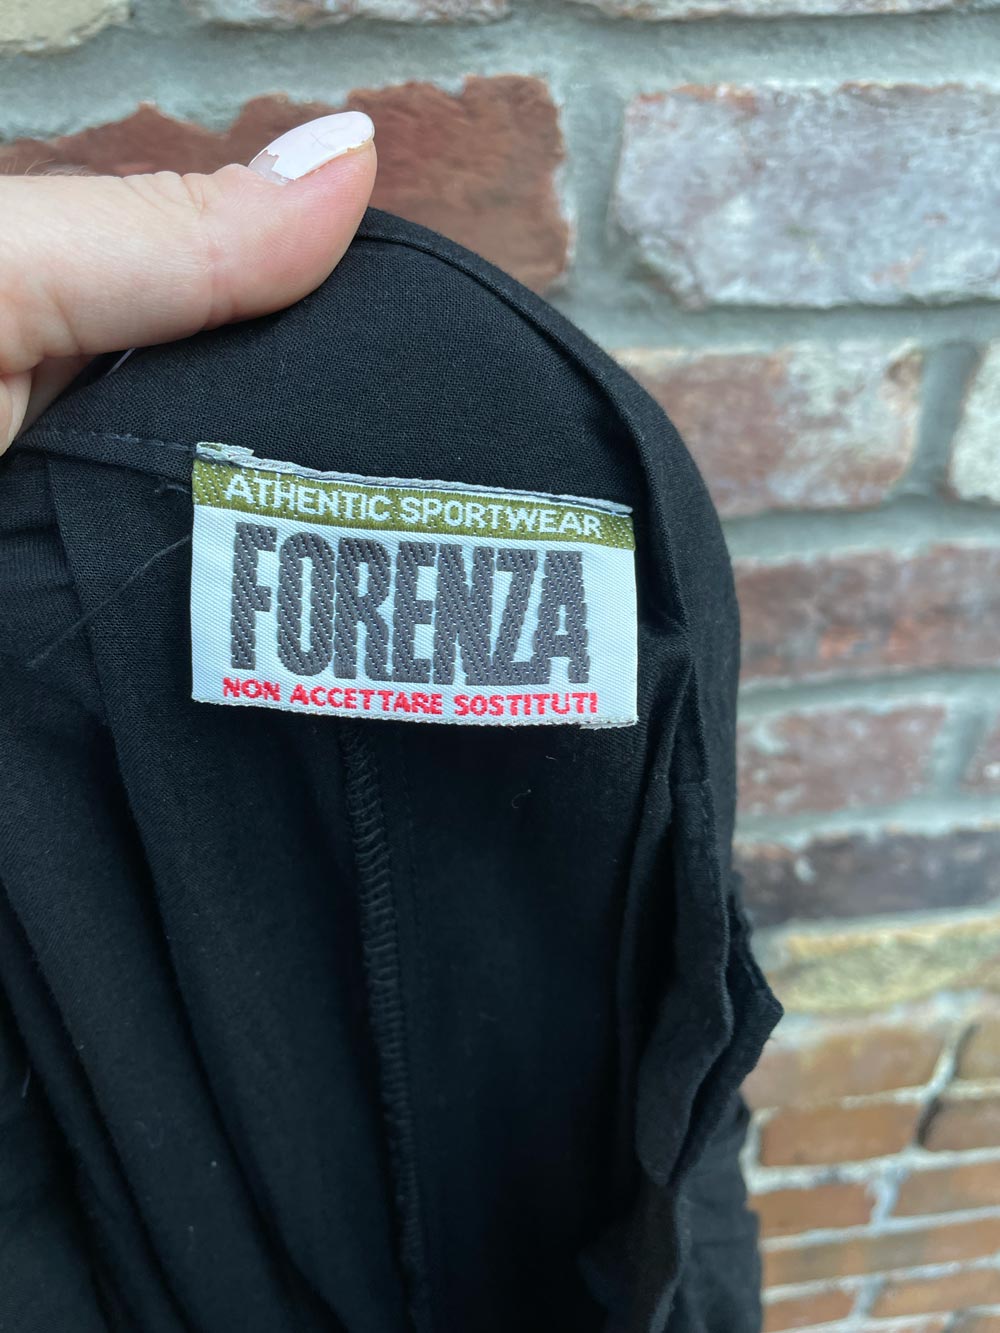 ATHENTIC SPORTWEAR
FORENZA
NON ACCETTARE SOSTITUTI